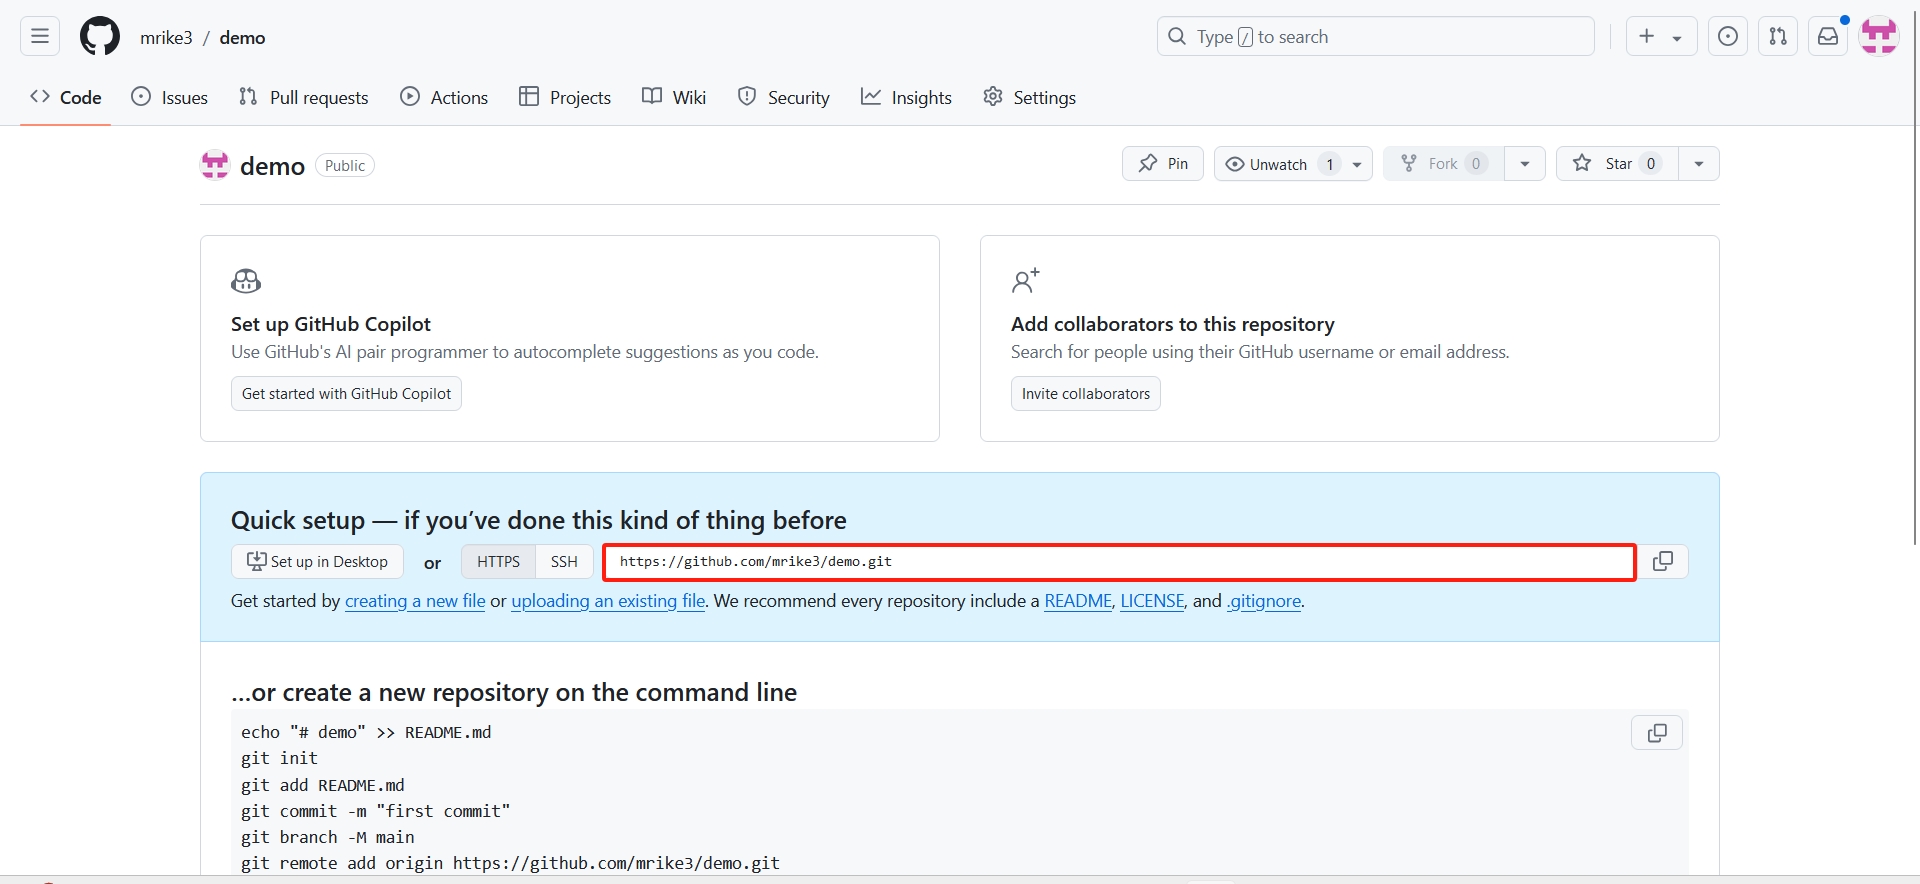 mrike3 / demo
Type / to search
Code Issues Pull requests Actions Projects Wiki Security Insights Settings
demo Public
Pin Unwatch 1 Fork 0 Star 0
Set up GitHub Copilot
Use GitHub's AI pair programmer to autocomplete suggestions as you code.
Get started with GitHub Copilot
Add collaborators to this repository
Search for people using their GitHub username or email address.
Invite collaborators
Quick setup — if you’ve done this kind of thing before
Set up in Desktop or HTTPS SSH https://github.com/mrike3/demo.git
Get started by creating a new file or uploading an existing file. We recommend every repository include a README, LICENSE, and .gitignore.
…or create a new repository on the command line
echo "# demo" >> README.md
git init
git add README.md
git commit -m "first commit"
git branch -M main
git remote add origin https://github.com/mrike3/demo.git